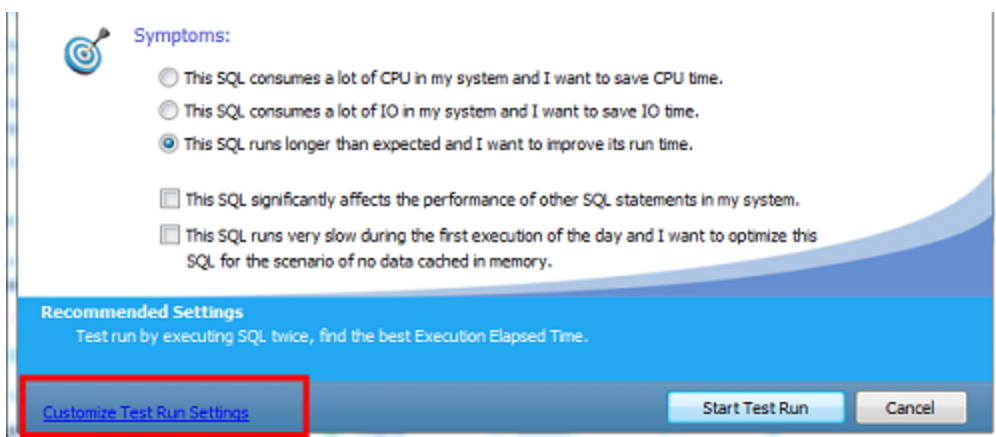 Symptoms:
This SQL consumes a lot of CPU in my system and I want to save CPU time.
This SQL consumes a lot of IO in my system and I want to save IO time.
This SQL runs longer than expected and I want to improve its run time.
This SQL significantly affects the performance of other SQL statements in my system.
This SQL runs very slow during the first execution of the day and I want to optimize this
SQL for the scenario of no data cached in memory.
Recommended Settings
Test run by executing SQL twice, find the best Execution Elapsed Time.
Customize Test Run Settings
Start Test Run
Cancel